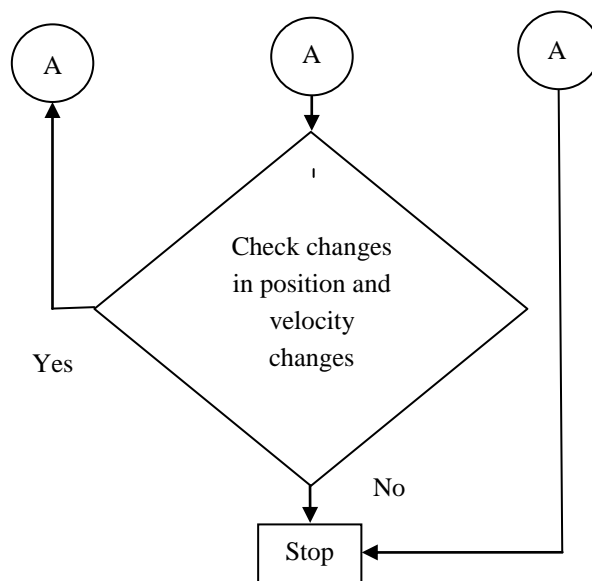 A
A
A
Check changes
in position and
velocity
changes
Yes
No
Stop